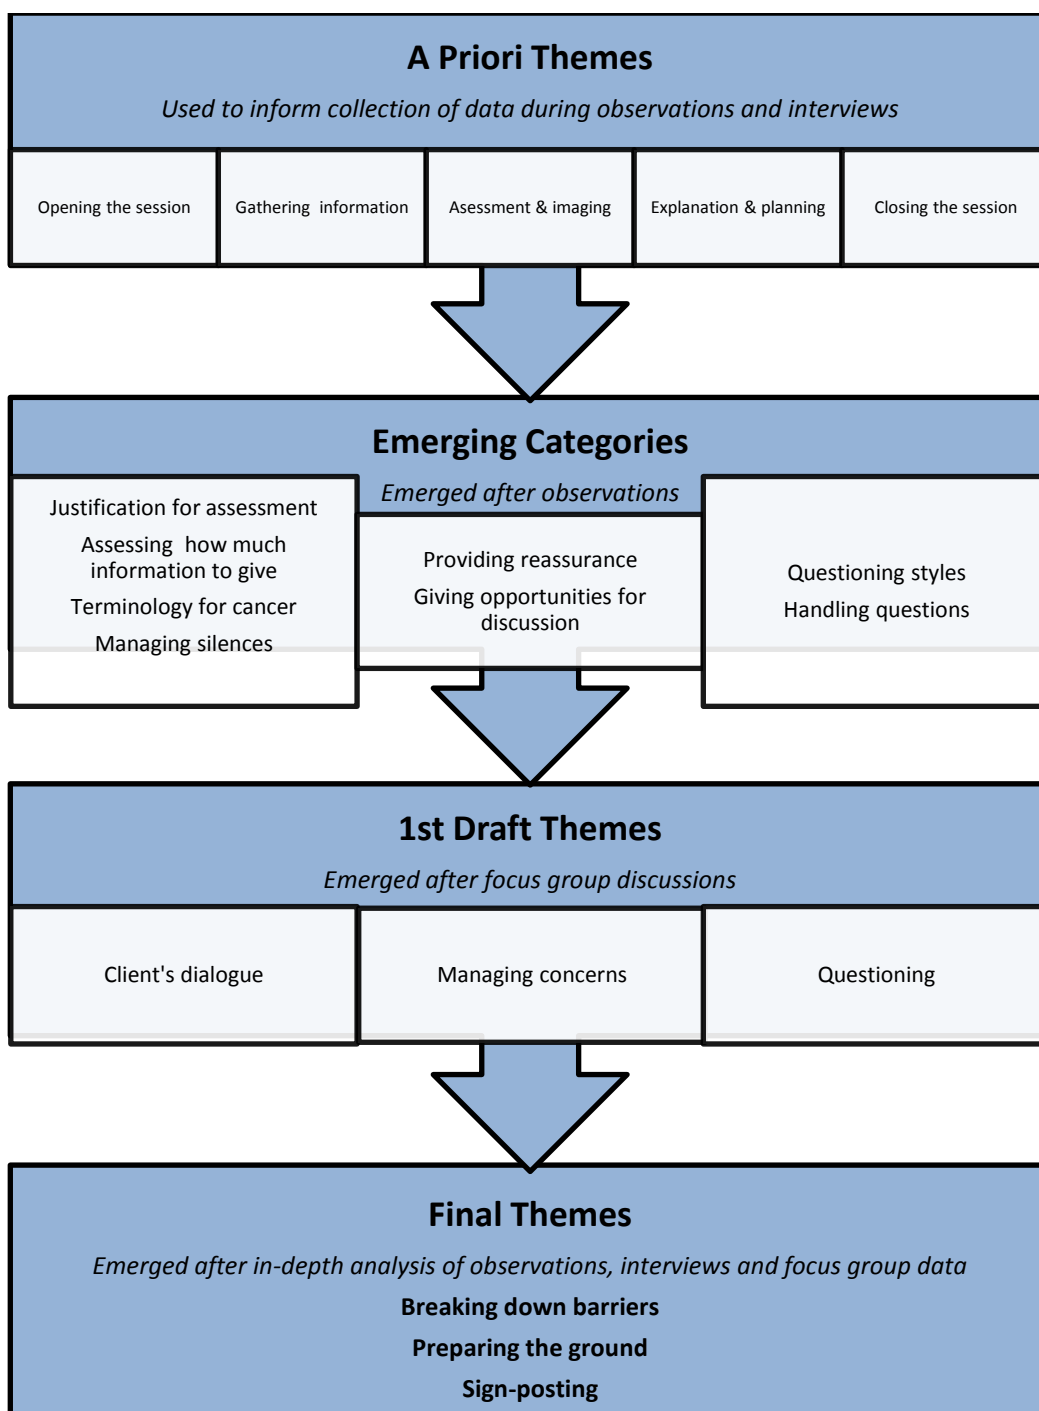 A Priori Themes
Used to inform collection of data during observations and interviews
Opening the session
Gathering information
Asessment & imaging
Explanation & planning
Closing the session
Emerging Categories
Emerged after observations
Justification for assessment
Assessing how much
information to give
Terminology for cancer
Managing silences
Providing reassurance
Giving opportunities for
discussion
Questioning styles
Handling questions
1st Draft Themes
Emerged after focus group discussions
Client's dialogue
Managing concerns
Questioning
Final Themes
Emerged after in-depth analysis of observations, interviews and focus group data
Breaking down barriers
Preparing the ground
Sign-posting